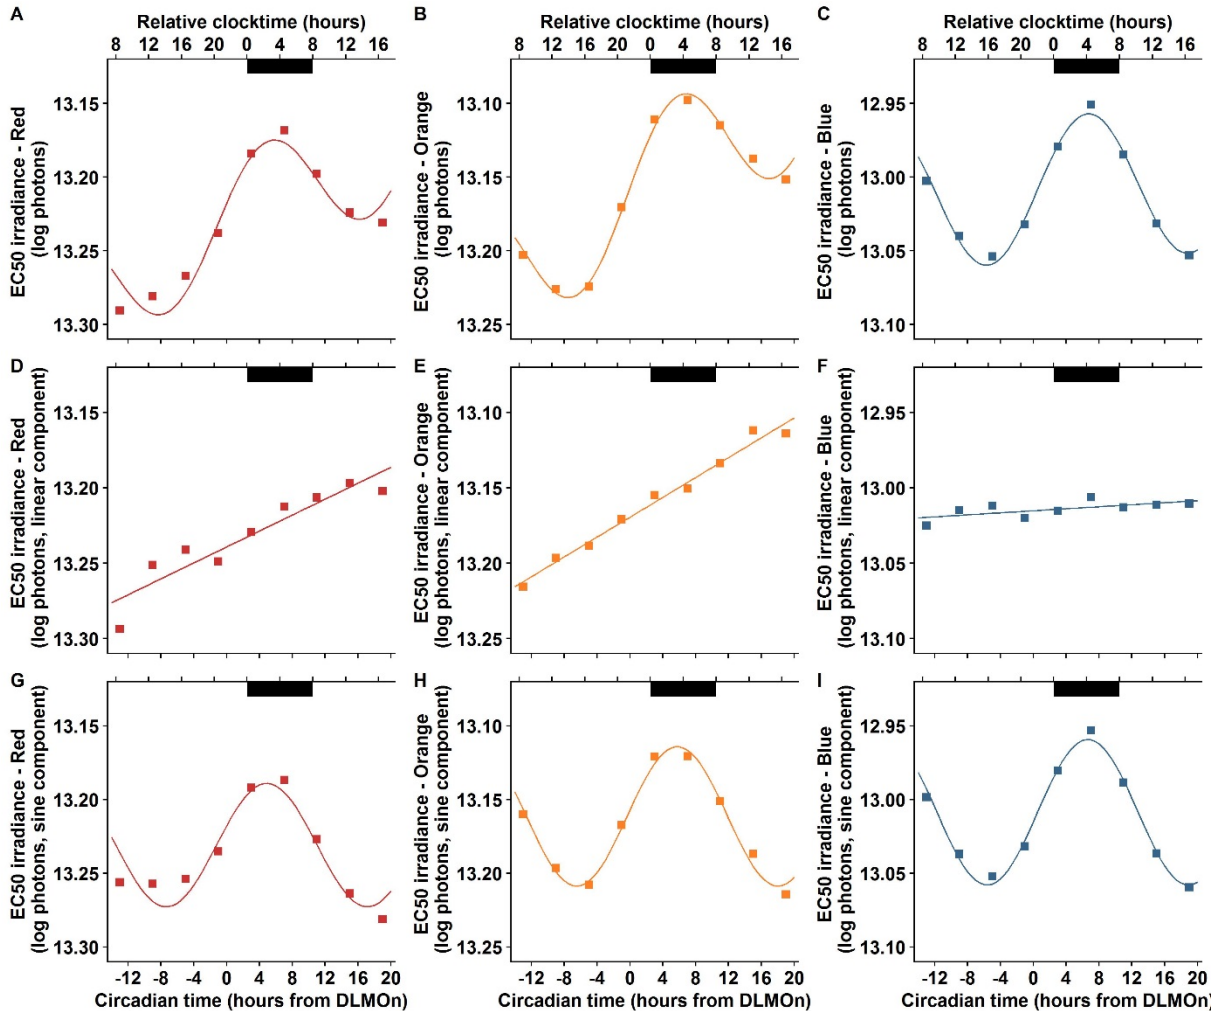 A
Relative clocktime (hours)
8 12 16 20 0 4 8 12 16
EC50 irradiance - Red
(log photons)
13.15
13.20
13.25
13.30
B
Relative clocktime (hours)
8 12 16 20 0 4 8 12 16
EC50 irradiance - Orange
(log photons)
13.10
13.15
13.20
13.25
C
Relative clocktime (hours)
8 12 16 20 0 4 8 12 16
EC50 irradiance - Blue
(log photons)
12.95
13.00
13.05
13.10
D
EC50 irradiance - Red
(log photons, linear component)
13.15
13.20
13.25
13.30
E
EC50 irradiance - Orange
(log photons, linear component)
13.10
13.15
13.20
13.25
F
EC50 irradiance - Blue
(log photons, linear component)
12.95
13.00
13.05
13.10
G
EC50 irradiance - Red
(log photons, sine component)
13.15
13.20
13.25
13.30
-12 -8 -4 0 4 8 12 16 20
Circadian time (hours from DLMOn)
H
EC50 irradiance - Orange
(log photons, sine component)
13.10
13.15
13.20
13.25
-12 -8 -4 0 4 8 12 16 20
Circadian time (hours from DLMOn)
I
EC50 irradiance - Blue
(log photons, sine component)
12.95
13.00
13.05
13.10
-12 -8 -4 0 4 8 12 16 20
Circadian time (hours from DLMOn)